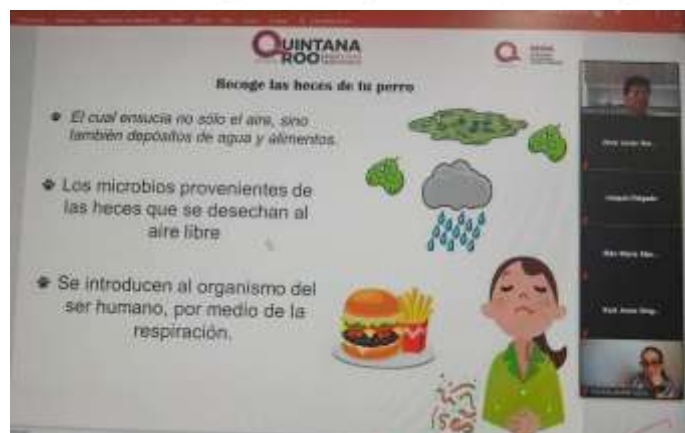 QUINTANA
ROO
Recoge las heces de tu perro
El cual ensucia no sólo el aire, sino
también depósitos de agua y alimentos.
Los microbios provenientes de
las heces que se desechan al
aire libre
Se introducen al organismo del
ser humano, por medio de la
respiración.